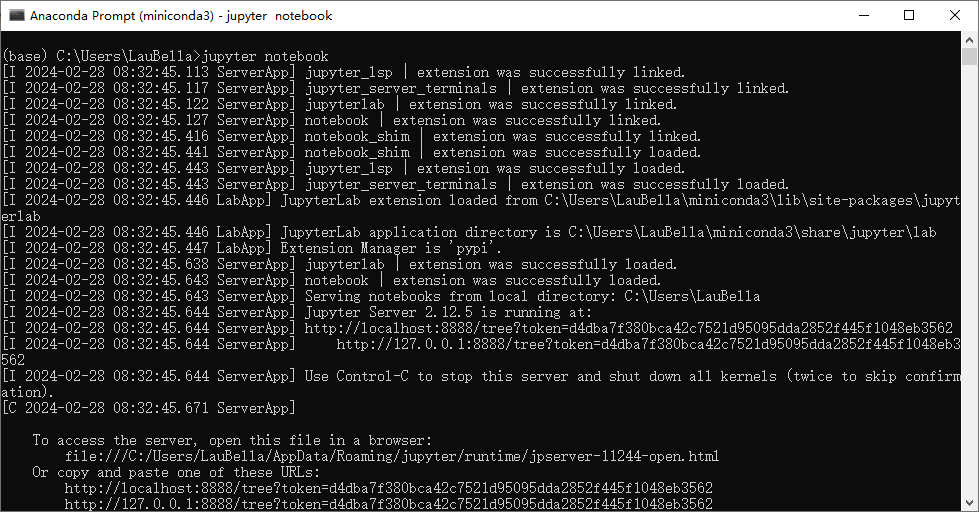 Anaconda Prompt (miniconda3) - jupyter  notebook
(base) C:\Users\LauBella>jupyter notebook
[I 2024-02-28 08:32:45.113 ServerApp] jupyter_lsp | extension was successfully linked.
[I 2024-02-28 08:32:45.117 ServerApp] jupyter_server_terminals | extension was successfully linked.
[I 2024-02-28 08:32:45.122 ServerApp] jupyterlab | extension was successfully linked.
[I 2024-02-28 08:32:45.127 ServerApp] notebook | extension was successfully linked.
[I 2024-02-28 08:32:45.416 ServerApp] notebook_shim | extension was successfully linked.
[I 2024-02-28 08:32:45.441 ServerApp] notebook_shim | extension was successfully loaded.
[I 2024-02-28 08:32:45.443 ServerApp] jupyter_lsp | extension was successfully loaded.
[I 2024-02-28 08:32:45.443 ServerApp] jupyter_server_terminals | extension was successfully loaded.
[I 2024-02-28 08:32:45.446 LabApp] JupyterLab extension loaded from C:\Users\LauBella\miniconda3\lib\site-packages\jupyt
erlab
[I 2024-02-28 08:32:45.446 LabApp] JupyterLab application directory is C:\Users\LauBella\miniconda3\share\jupyter\lab
[I 2024-02-28 08:32:45.447 LabApp] Extension Manager is 'pypi'.
[I 2024-02-28 08:32:45.638 ServerApp] jupyterlab | extension was successfully loaded.
[I 2024-02-28 08:32:45.643 ServerApp] notebook | extension was successfully loaded.
[I 2024-02-28 08:32:45.643 ServerApp] Serving notebooks from local directory: C:\Users\LauBella
[I 2024-02-28 08:32:45.644 ServerApp] Jupyter Server 2.12.5 is running at:
[I 2024-02-28 08:32:45.644 ServerApp] http://localhost:8888/tree?token=d4dba7f380bca42c7521d95095dda2852f445f1048eb3562
[I 2024-02-28 08:32:45.644 ServerApp]     http://127.0.0.1:8888/tree?token=d4dba7f380bca42c7521d95095dda2852f445f1048eb3
562
[I 2024-02-28 08:32:45.644 ServerApp] Use Control-C to stop this server and shut down all kernels (twice to skip confirm
ation).
[C 2024-02-28 08:32:45.671 ServerApp]
    To access the server, open this file in a browser:
        file:///C:/Users/LauBella/AppData/Roaming/jupyter/runtime/jpserver-11244-open.html
    Or copy and paste one of these URLs:
        http://localhost:8888/tree?token=d4dba7f380bca42c7521d95095dda2852f445f1048eb3562
        http://127.0.0.1:8888/tree?token=d4dba7f380bca42c7521d95095dda2852f445f1048eb3562